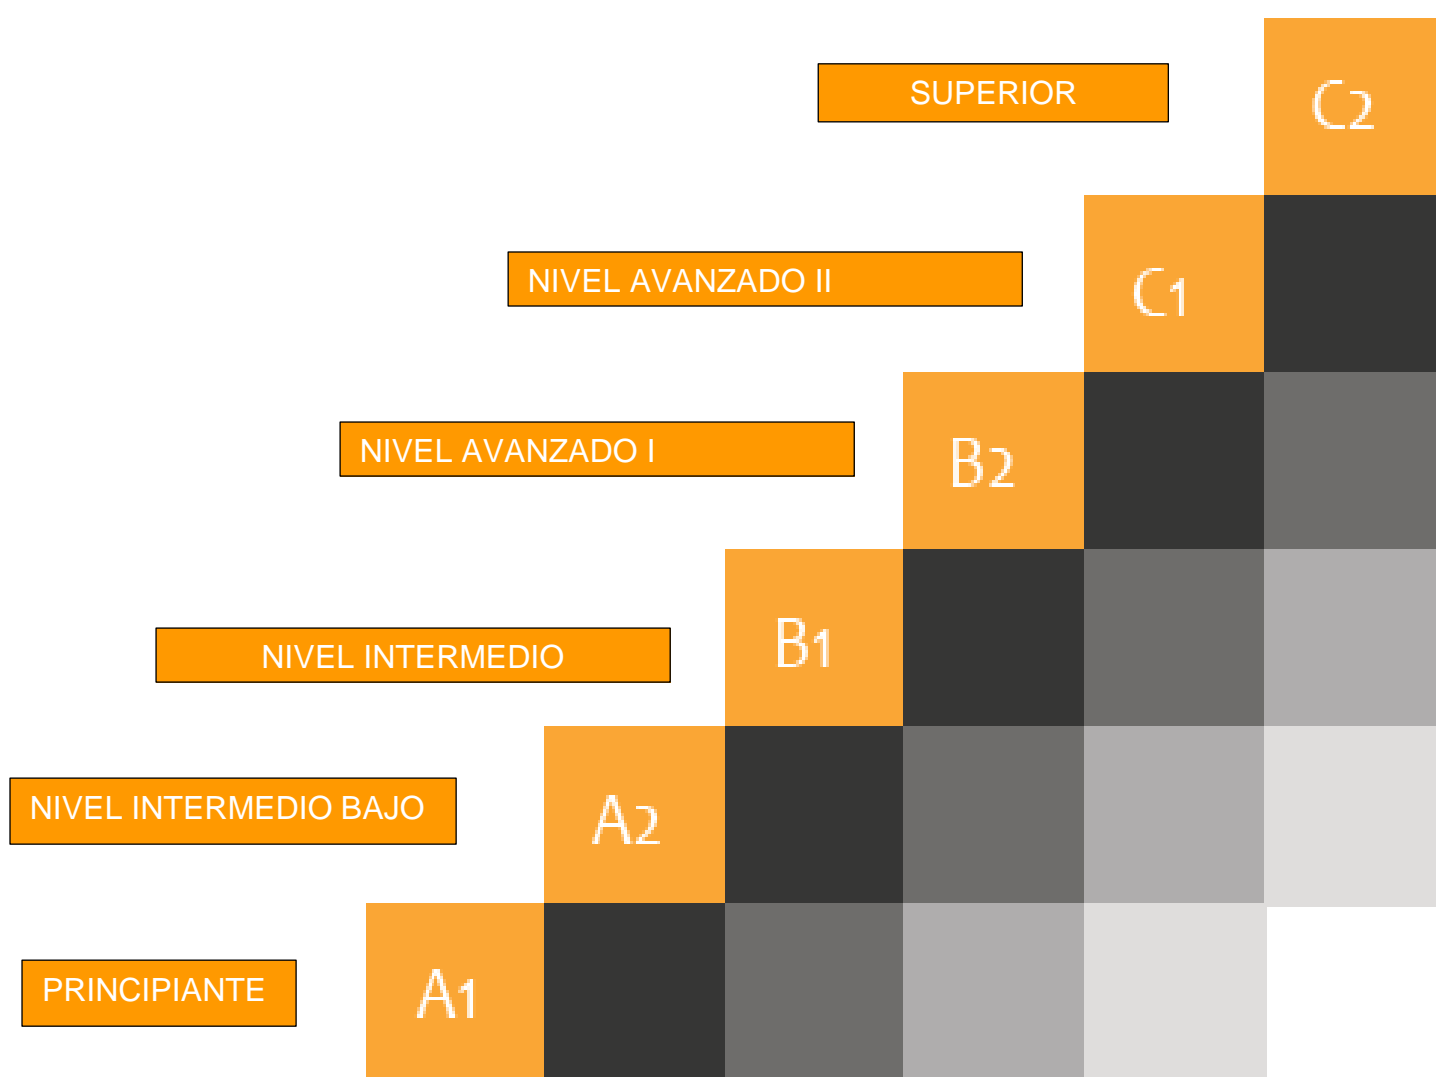 SUPERIOR
C2
NIVEL AVANZADO II
C1
NIVEL AVANZADO I
B2
NIVEL INTERMEDIO
B1
NIVEL INTERMEDIO BAJO
A2
PRINCIPIANTE
A1